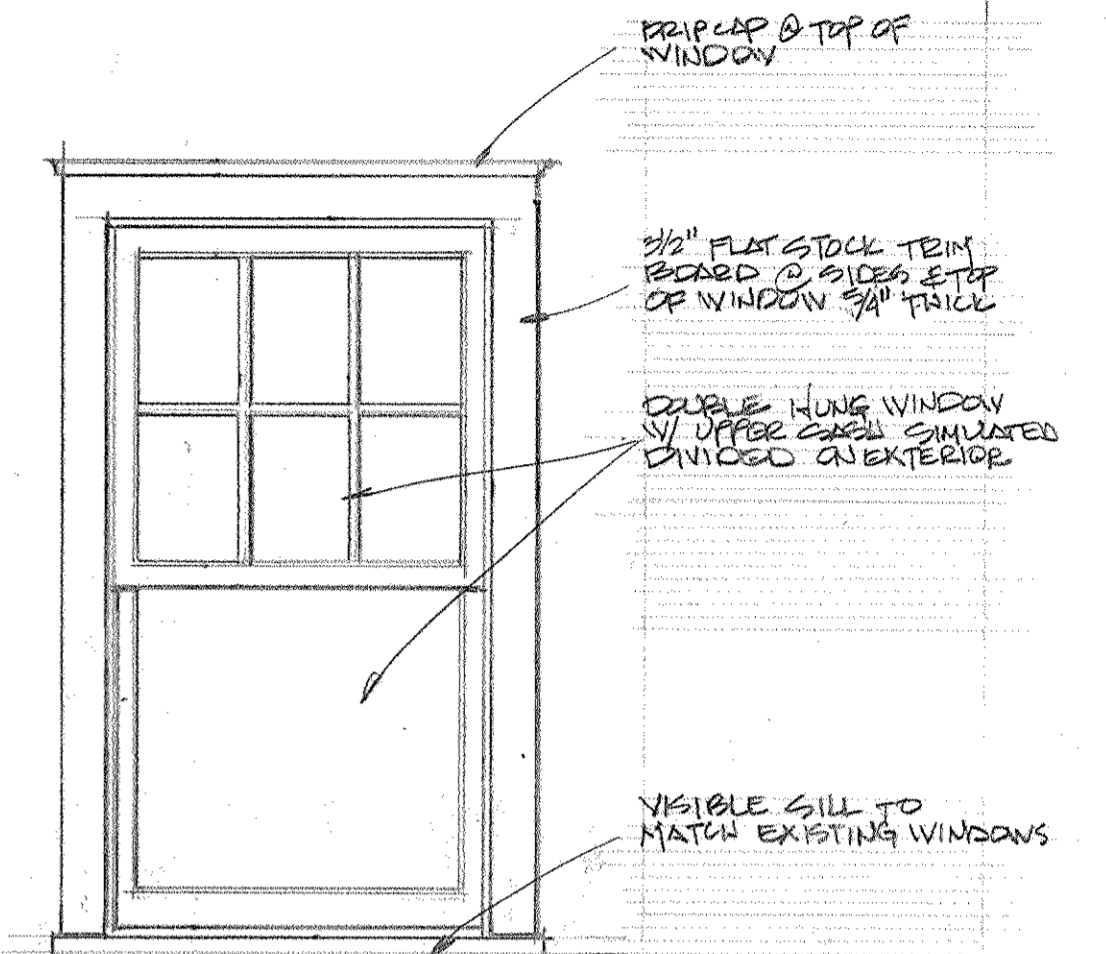 DRIP CAP @ TOP OF
WINDOW
3 1/2" FLAT STOCK TRIM
BOARD @ SIDES & TOP
OF WINDOW 5/4" THICK
DOUBLE HUNG WINDOW
W/ UPPER SASH SIMULATED
DIVIDED ON EXTERIOR
VISIBLE SILL TO
MATCH EXISTING WINDOWS